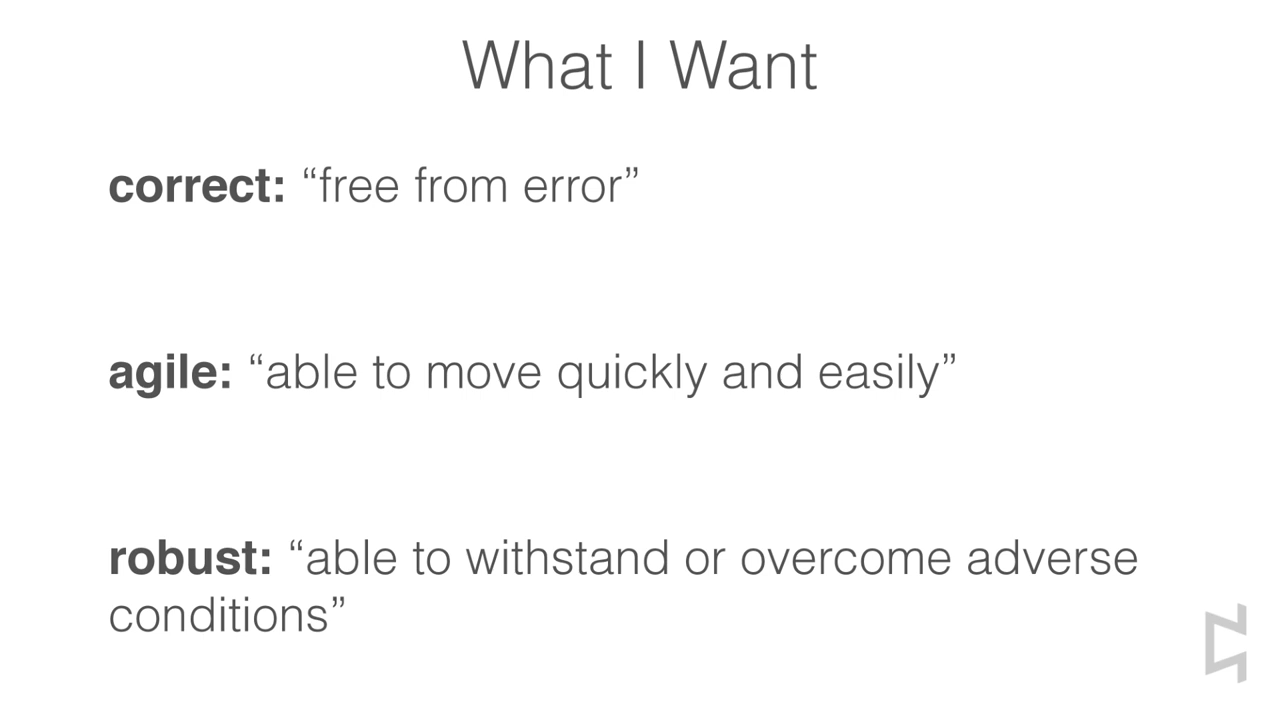 What I Want
correct: “free from error”
agile: “able to move quickly and easily”
robust: “able to withstand or overcome adverse
conditions”